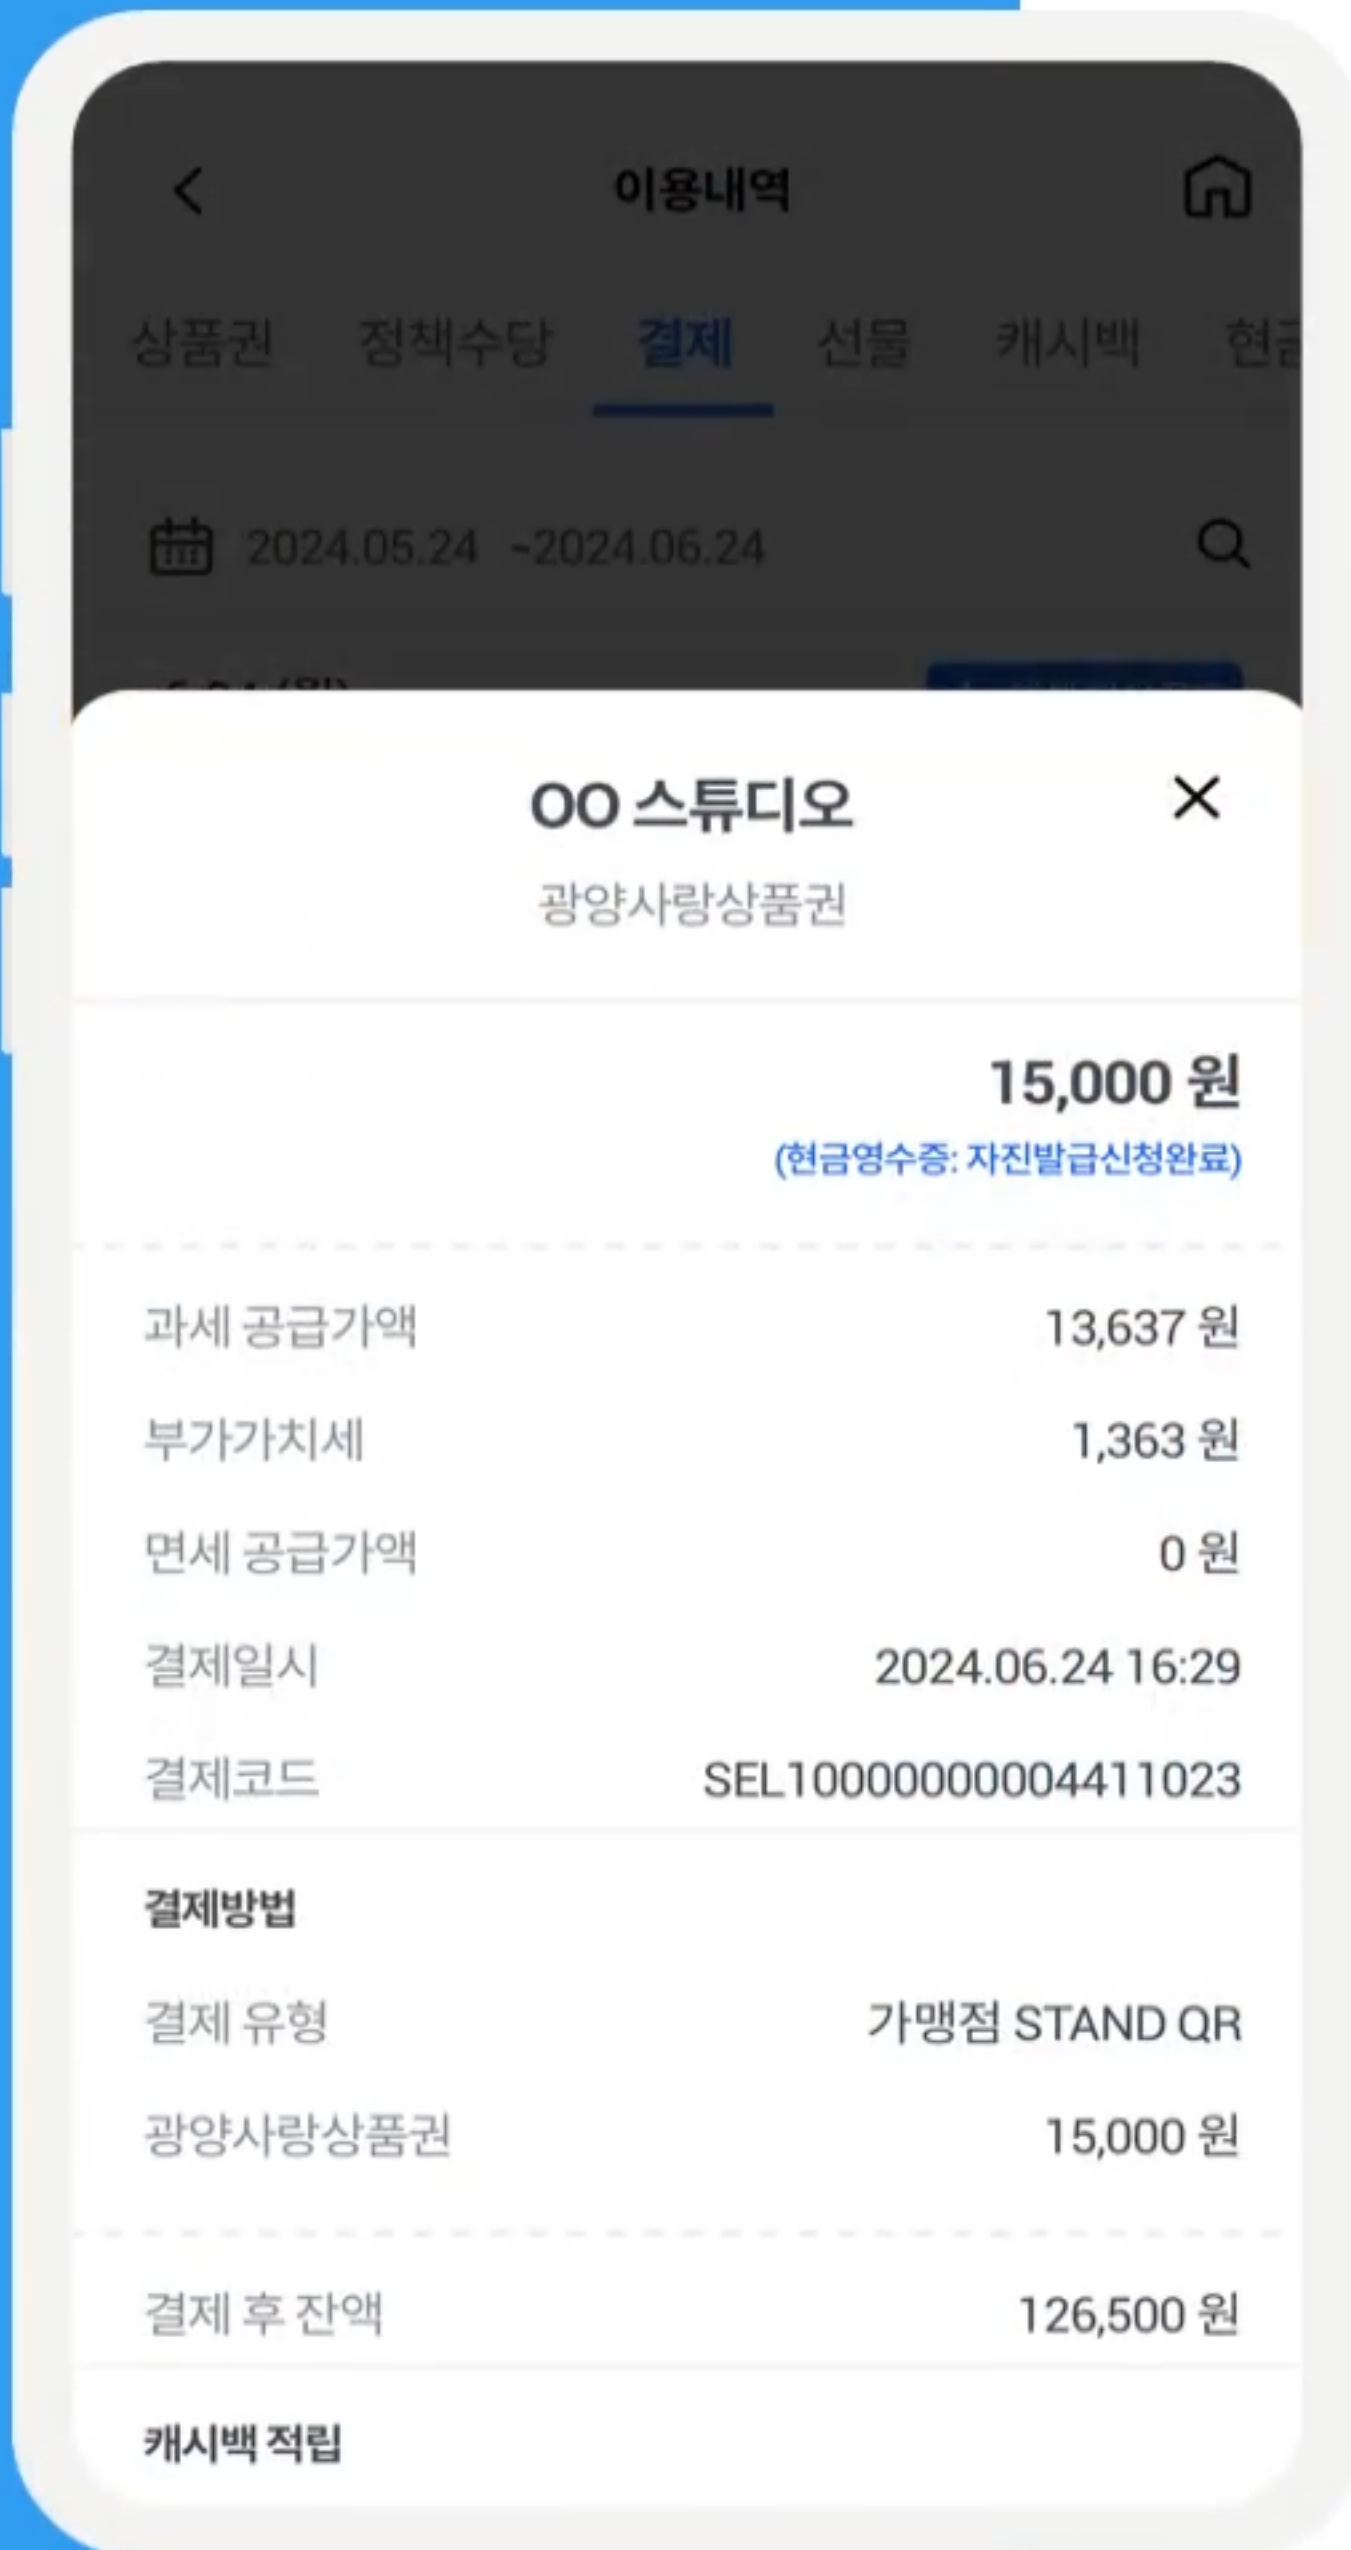 이용내역
상품권 정책수당 결제 선물 캐시백 현금
2024.05.24 ~2024.06.24
OO 스튜디오
광양사랑상품권
15,000 원
(현금영수증: 자진발급신청완료)
과세 공급가액 13,637 원
부가가치세 1,363 원
면세 공급가액 0 원
결제일시 2024.06.24 16:29
결제코드 SEL10000000004411023
결제방법
결제 유형 가맹점 STAND QR
광양사랑상품권 15,000 원
결제 후 잔액 126,500 원
캐시백 적립